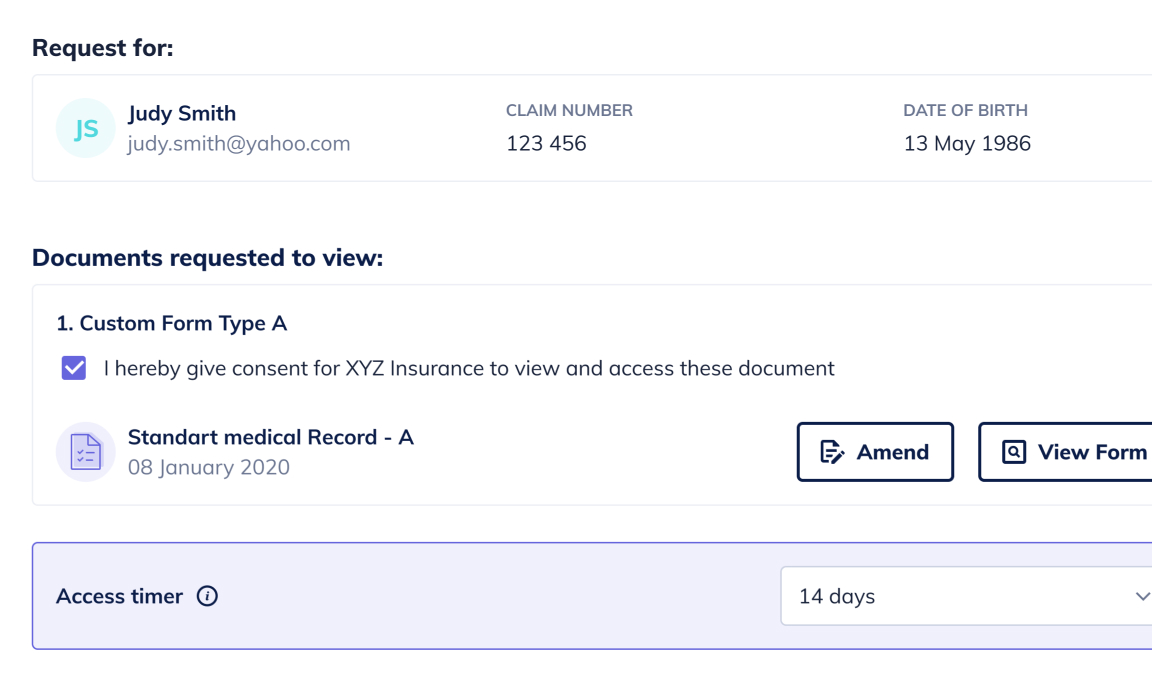 Request for:
JS
Judy Smith
judy.smith@yahoo.com
CLAIM NUMBER
123 456
DATE OF BIRTH
13 May 1986
Documents requested to view:
1. Custom Form Type A
I hereby give consent for XYZ Insurance to view and access these document
Standart medical Record - A
08 January 2020
Amend
View Form
Access timer
14 days